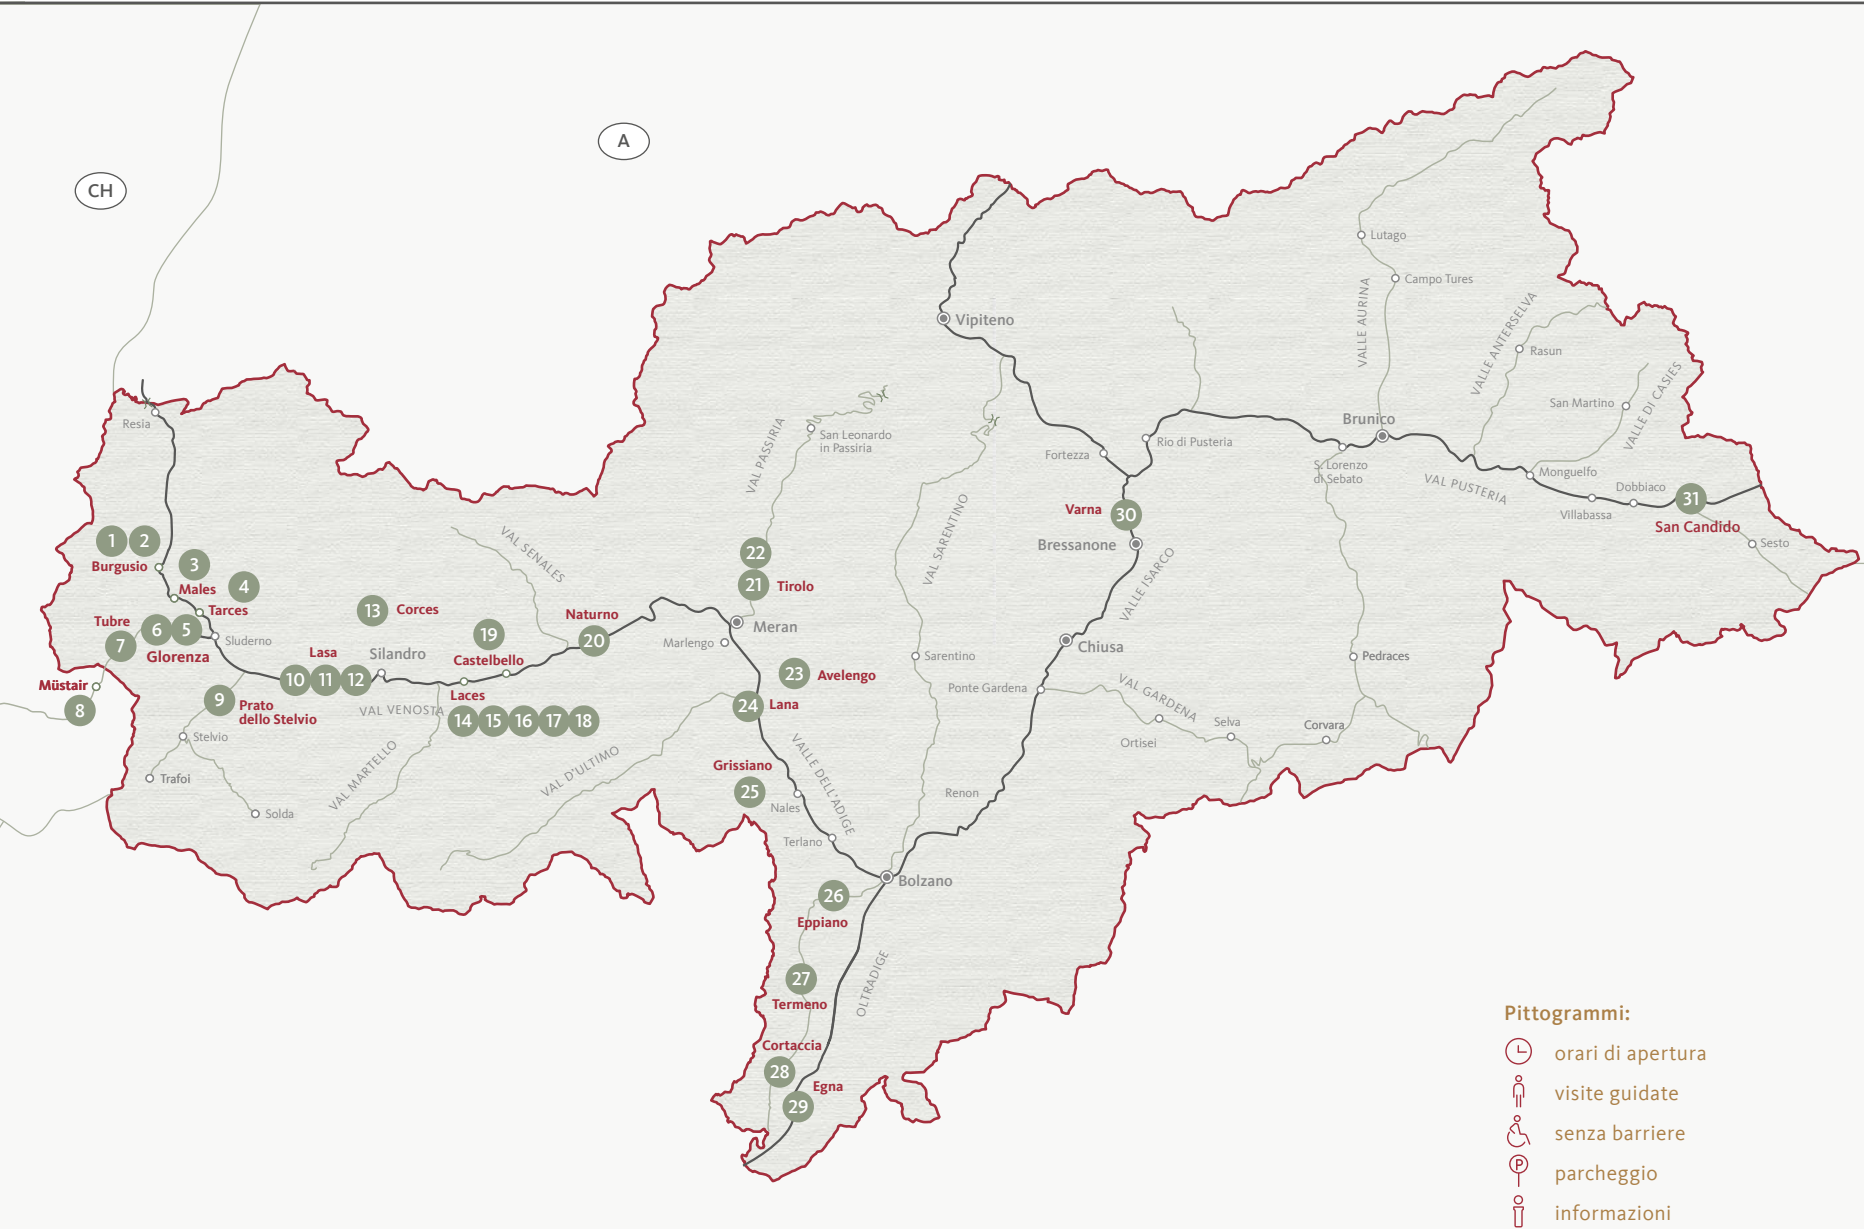 A
CH
Lutago
Campo Tures
VALLE AURINA
VALLE ANTERSELVA
Vipiteno
Rasun
VALLE DI CASIES
San Martino
Resia
San Leonardo
in Passiria
VAL PASSIRIA
Brunico
Rio di Pusteria
Fortezza
S. Lorenzo
di Sebato
Monguelfo
VAL PUSTERIA
Dobbiaco
Villabassa
31
San Candido
Sesto
Varna
30
Bressanone
VALLE ISARCO
VAL SARENTINO
VAL SENALES
1
2
Burgusio
3
Males
4
Tarces
Tubre
6
5
7
Glorenza
Sluderno
13
Corces
19
Castelbello
Naturno
20
22
21
Tirolo
Meran
Marlengo
Chiusa
Sarentino
Pedraces
Lasa
10
11
12
Silandro
Müstair
8
9
Prato
dello Stelvio
VAL VENOSTA
Laces
14
15
16
17
18
23
Avelengo
24
Lana
Ponte Gardena
VAL GARDENA
Ortisei
Selva
Corvara
Stelvio
Trafoi
Solda
VAL MARTELLO
VAL D'ULTIMO
VALLE DELL'ADIGE
Grissiano
25
Nales
Renon
Terlano
Bolzano
26
Eppiano
OLTRADIGE
27
Termeno
Cortaccia
28
Egna
29
Pittogrammi:
orari di apertura
visite guidate
senza barriere
P
parcheggio
informazioni